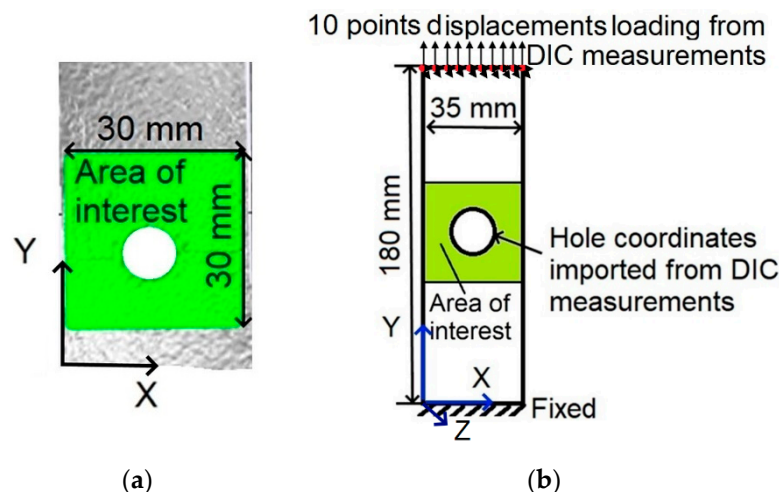 30 mm
Area of
interest
30 mm
Y
X
(a)
10 points displacements loading from
DIC measurements
35 mm
180 mm
Hole coordinates
imported from DIC
measurements
Area of
interest
Y
X
Z
Fixed
(b)